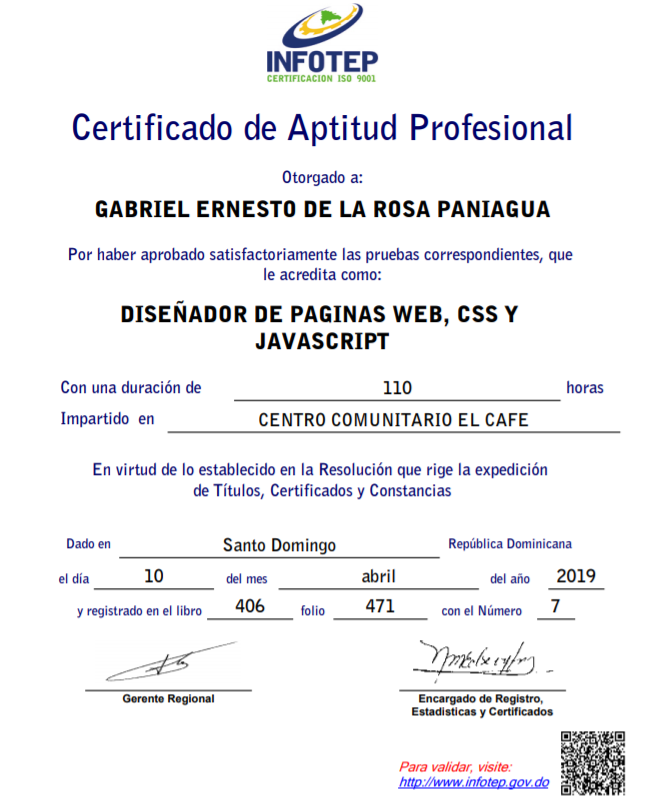 INFOTEP
CERTIFICACION ISO 9001
Certificado de Aptitud Profesional
Otorgado a:
GABRIEL ERNESTO DE LA ROSA PANIAGUA
Por haber aprobado satisfactoriamente las pruebas correspondientes, que
le acredita como:
DISEÑADOR DE PAGINAS WEB, CSS Y
JAVASCRIPT
Con una duración de 110 horas
Impartido en CENTRO COMUNITARIO EL CAFE
En virtud de lo establecido en la Resolución que rige la expedición
de Títulos, Certificados y Constancias
Dado en Santo Domingo República Dominicana
el día 10 del mes abril del año 2019
y registrado en el libro 406 folio 471 con el Número 7
Gerente Regional
Encargado de Registro,
Estadisticas y Certificados
Para validar, visite:
http://www.infotep.gov.do